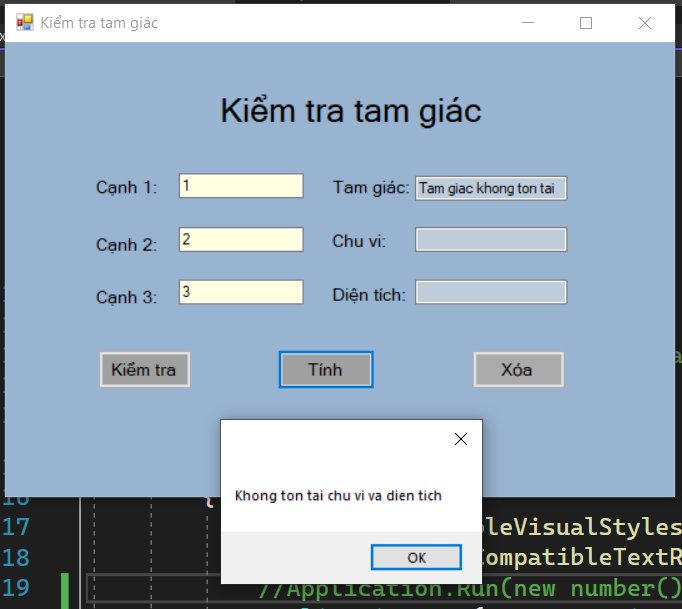 Kiểm tra tam giác
Kiểm tra tam giác
Cạnh 1: 1 Tam giác: Tam giac khong ton tai
Cạnh 2: 2 Chu vi:
Cạnh 3: 3 Diện tích:
Kiểm tra Tính Xóa
Khong ton tai chu vi va dien tich
OK
17 bleVisualStyles
18 CompatibleTextR
19 //Application.Run(new number()